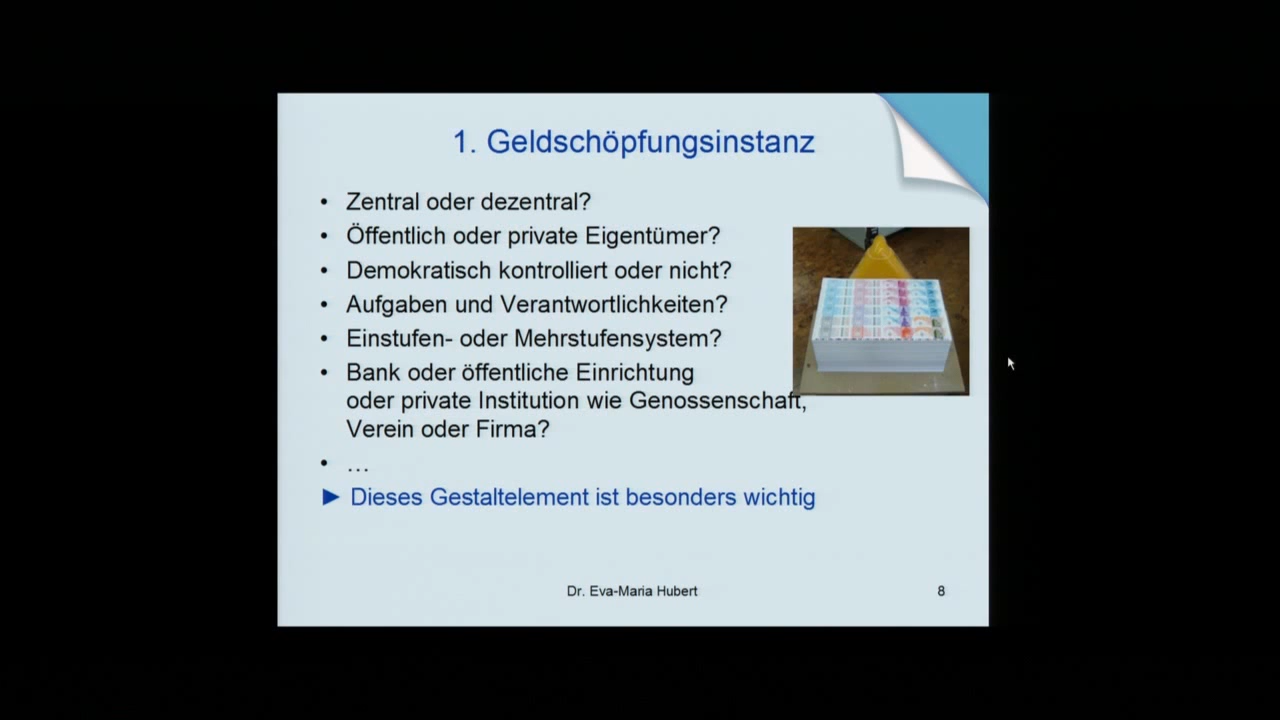 1. Geldschöpfungsinstanz
• Zentral oder dezentral?
• Öffentlich oder private Eigentümer?
• Demokratisch kontrolliert oder nicht?
• Aufgaben und Verantwortlichkeiten?
• Einstufen- oder Mehrstufensystem?
• Bank oder öffentliche Einrichtung
oder private Institution wie Genossenschaft,
Verein oder Firma?
• …
► Dieses Gestaltelement ist besonders wichtig
Dr. Eva-Maria Hubert
8